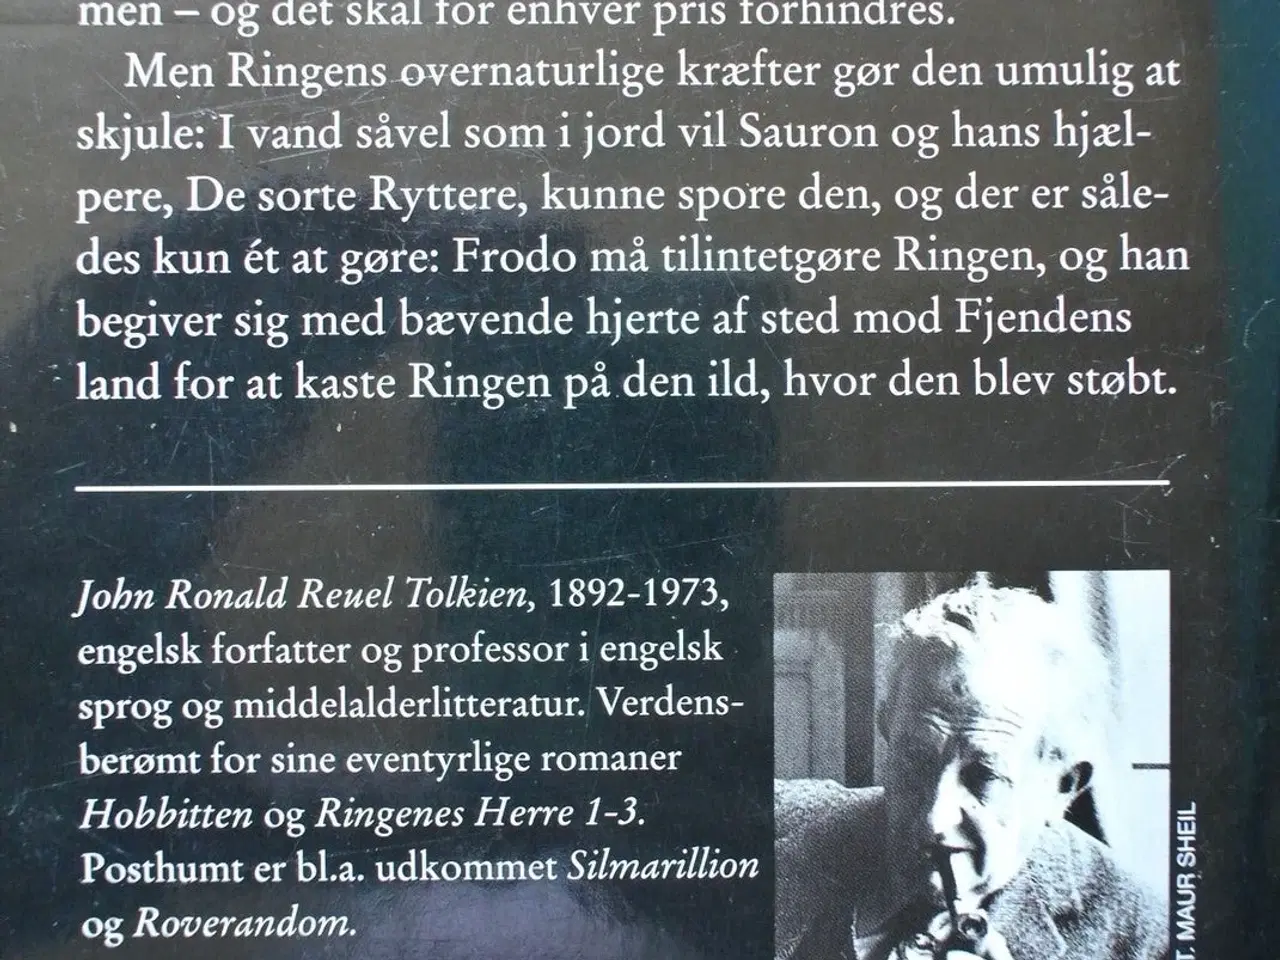 men – og det skal for enhver pris forhindres.
Men Ringens overnaturlige kræfter gør den umulig at
skjule: I vand såvel som i jord vil Sauron og hans hjæl-
pere, De sorte Ryttere, kunne spore den, og der er såle-
des kun ét at gøre: Frodo må tilintetgøre Ringen, og han
begiver sig med bævende hjerte af sted mod Fjendens
land for at kaste Ringen på den ild, hvor den blev støbt.
John Ronald Reuel Tolkien, 1892-1973,
engelsk forfatter og professor i engelsk
sprog og middelalderlitteratur. Verdens-
berømt for sine eventyrlige romaner
Hobbitten og Ringenes Herre 1-3.
Posthumt er bl.a. udkommet Silmarillion
og Roverandom.
T. MAUR SHEIL